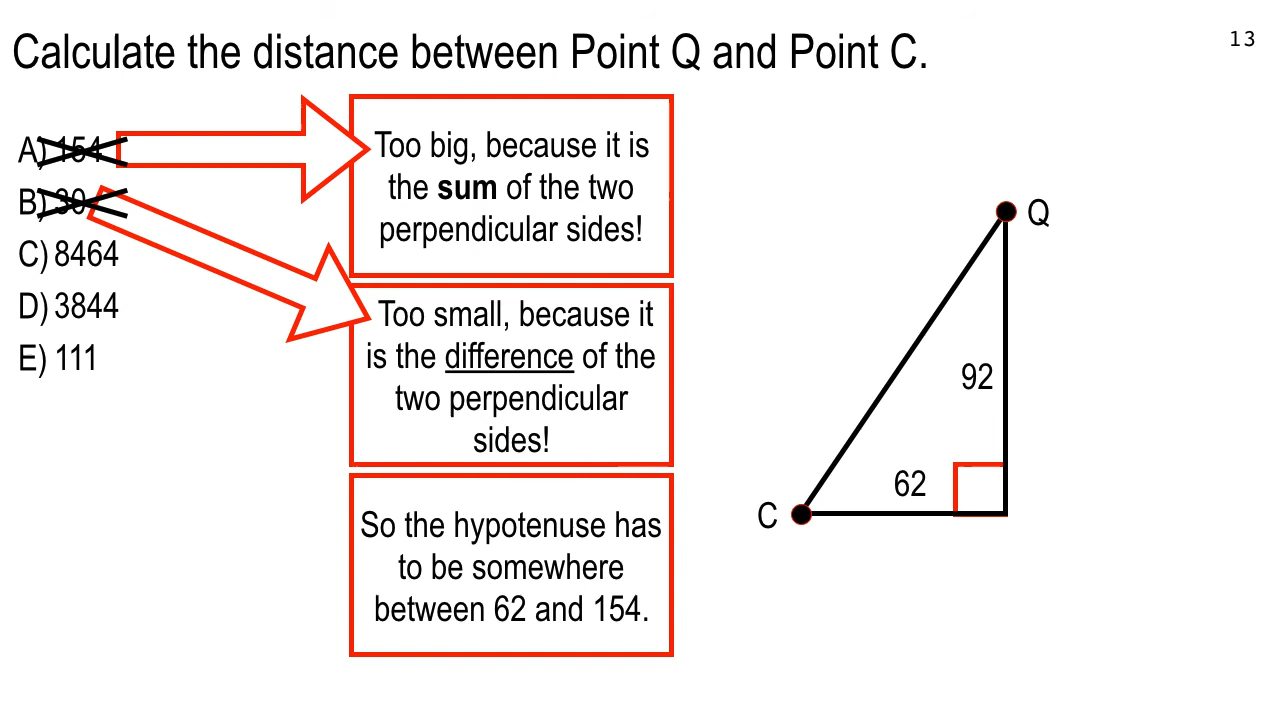 Calculate the distance between Point Q and Point C.
13
A) 154
B) 30
C) 8464
D) 3844
E) 111
Too big, because it is
the sum of the two
perpendicular sides!
Too small, because it
is the difference of the
two perpendicular
sides!
So the hypotenuse has
to be somewhere
between 62 and 154.
Q
92
62
C